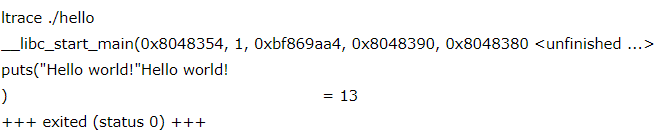 ltrace ./hello
__libc_start_main(0x8048354, 1, 0xbf869aa4, 0x8048390, 0x8048380 <unfinished ...>
puts("Hello world!"Hello world!
) = 13
+++ exited (status 0) +++